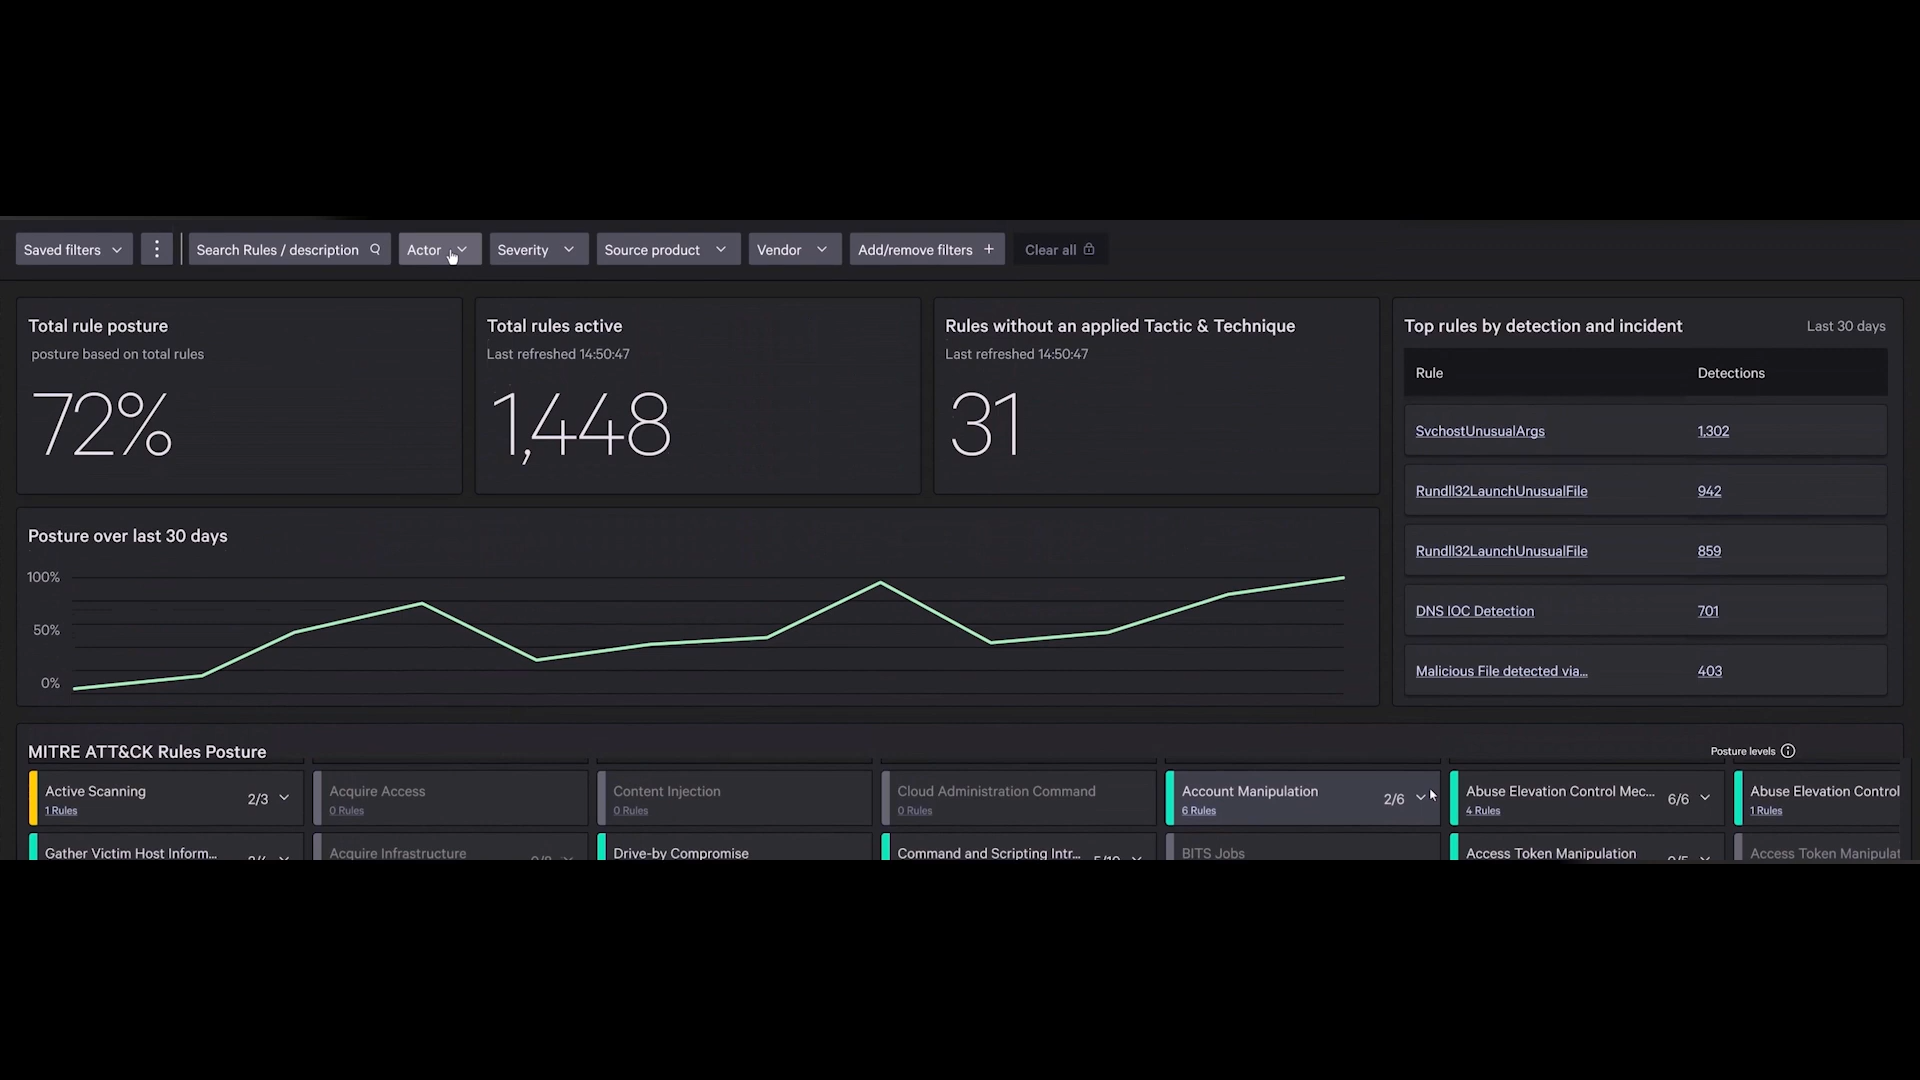 Saved filters
Search Rules / description
Actor
Severity
Source product
Vendor
Add/remove filters +
Clear all
Total rule posture
posture based on total rules
72%
Total rules active
Last refreshed 14:50:47
1,448
Rules without an applied Tactic & Technique
Last refreshed 14:50:47
31
Top rules by detection and incident
Last 30 days
Rule Detections
SvchostUnusualArgs 1,302
Rundll32LaunchUnusualFile 942
Rundll32LaunchUnusualFile 859
DNS IOC Detection 701
Malicious File detected via... 403
Posture over last 30 days
100%
50%
0%
MITRE ATT&CK Rules Posture
Posture levels
Active Scanning
1 Rules
2/3
Acquire Access
0 Rules
Content Injection
0 Rules
Cloud Administration Command
0 Rules
Account Manipulation
6 Rules
2/6
Abuse Elevation Control Mec...
4 Rules
6/6
Abuse Elevation Control
1 Rules
Gather Victim Host Inform...
Acquire Infrastructure
Drive-by Compromise
Command and Scripting Intr...
BITS Jobs
Access Token Manipulation
Access Token Manipulat